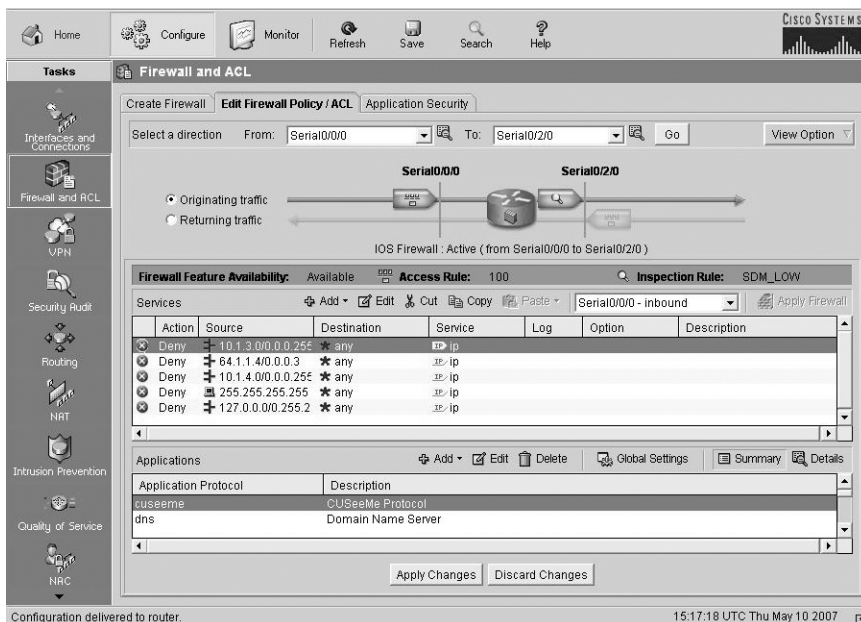 CISCO SYSTEMS
Home Configure Monitor Refresh Save Search Help
Tasks
Firewall and ACL
Create Firewall Edit Firewall Policy / ACL Application Security
Select a direction From: Serial0/0/0 To: Serial0/2/0 Go View Option
Serial0/0/0 Serial0/2/0
Originating traffic
Returning traffic
IOS Firewall : Active ( from Serial0/0/0 to Serial0/2/0 )
Firewall Feature Availability: Available Access Rule: 100 Inspection Rule: SDM_LOW
Services Add Edit Cut Copy Paste Serial0/0/0 - inbound Apply Firewall
Action Source Destination Service Log Option Description
Deny 10.1.3.0/0.0.0.255 any IP ip
Deny 64.1.1.4/0.0.0.3 any IP ip
Deny 10.1.4.0/0.0.0.255 any IP ip
Deny 255.255.255.255 any IP ip
Deny 127.0.0.0/0.255.2 any IP ip
Applications Add Edit Delete Global Settings Summary Details
Application Protocol Description
cuseeme CUSeeMe Protocol
dns Domain Name Server
Apply Changes Discard Changes
Interfaces and
Connections
Firewall and ACL
VPN
Security Audit
Routing
NAT
Intrusion Prevention
Quality of Service
NAC
Configuration delivered to router. 15:17:18 UTC Thu May 10 2007